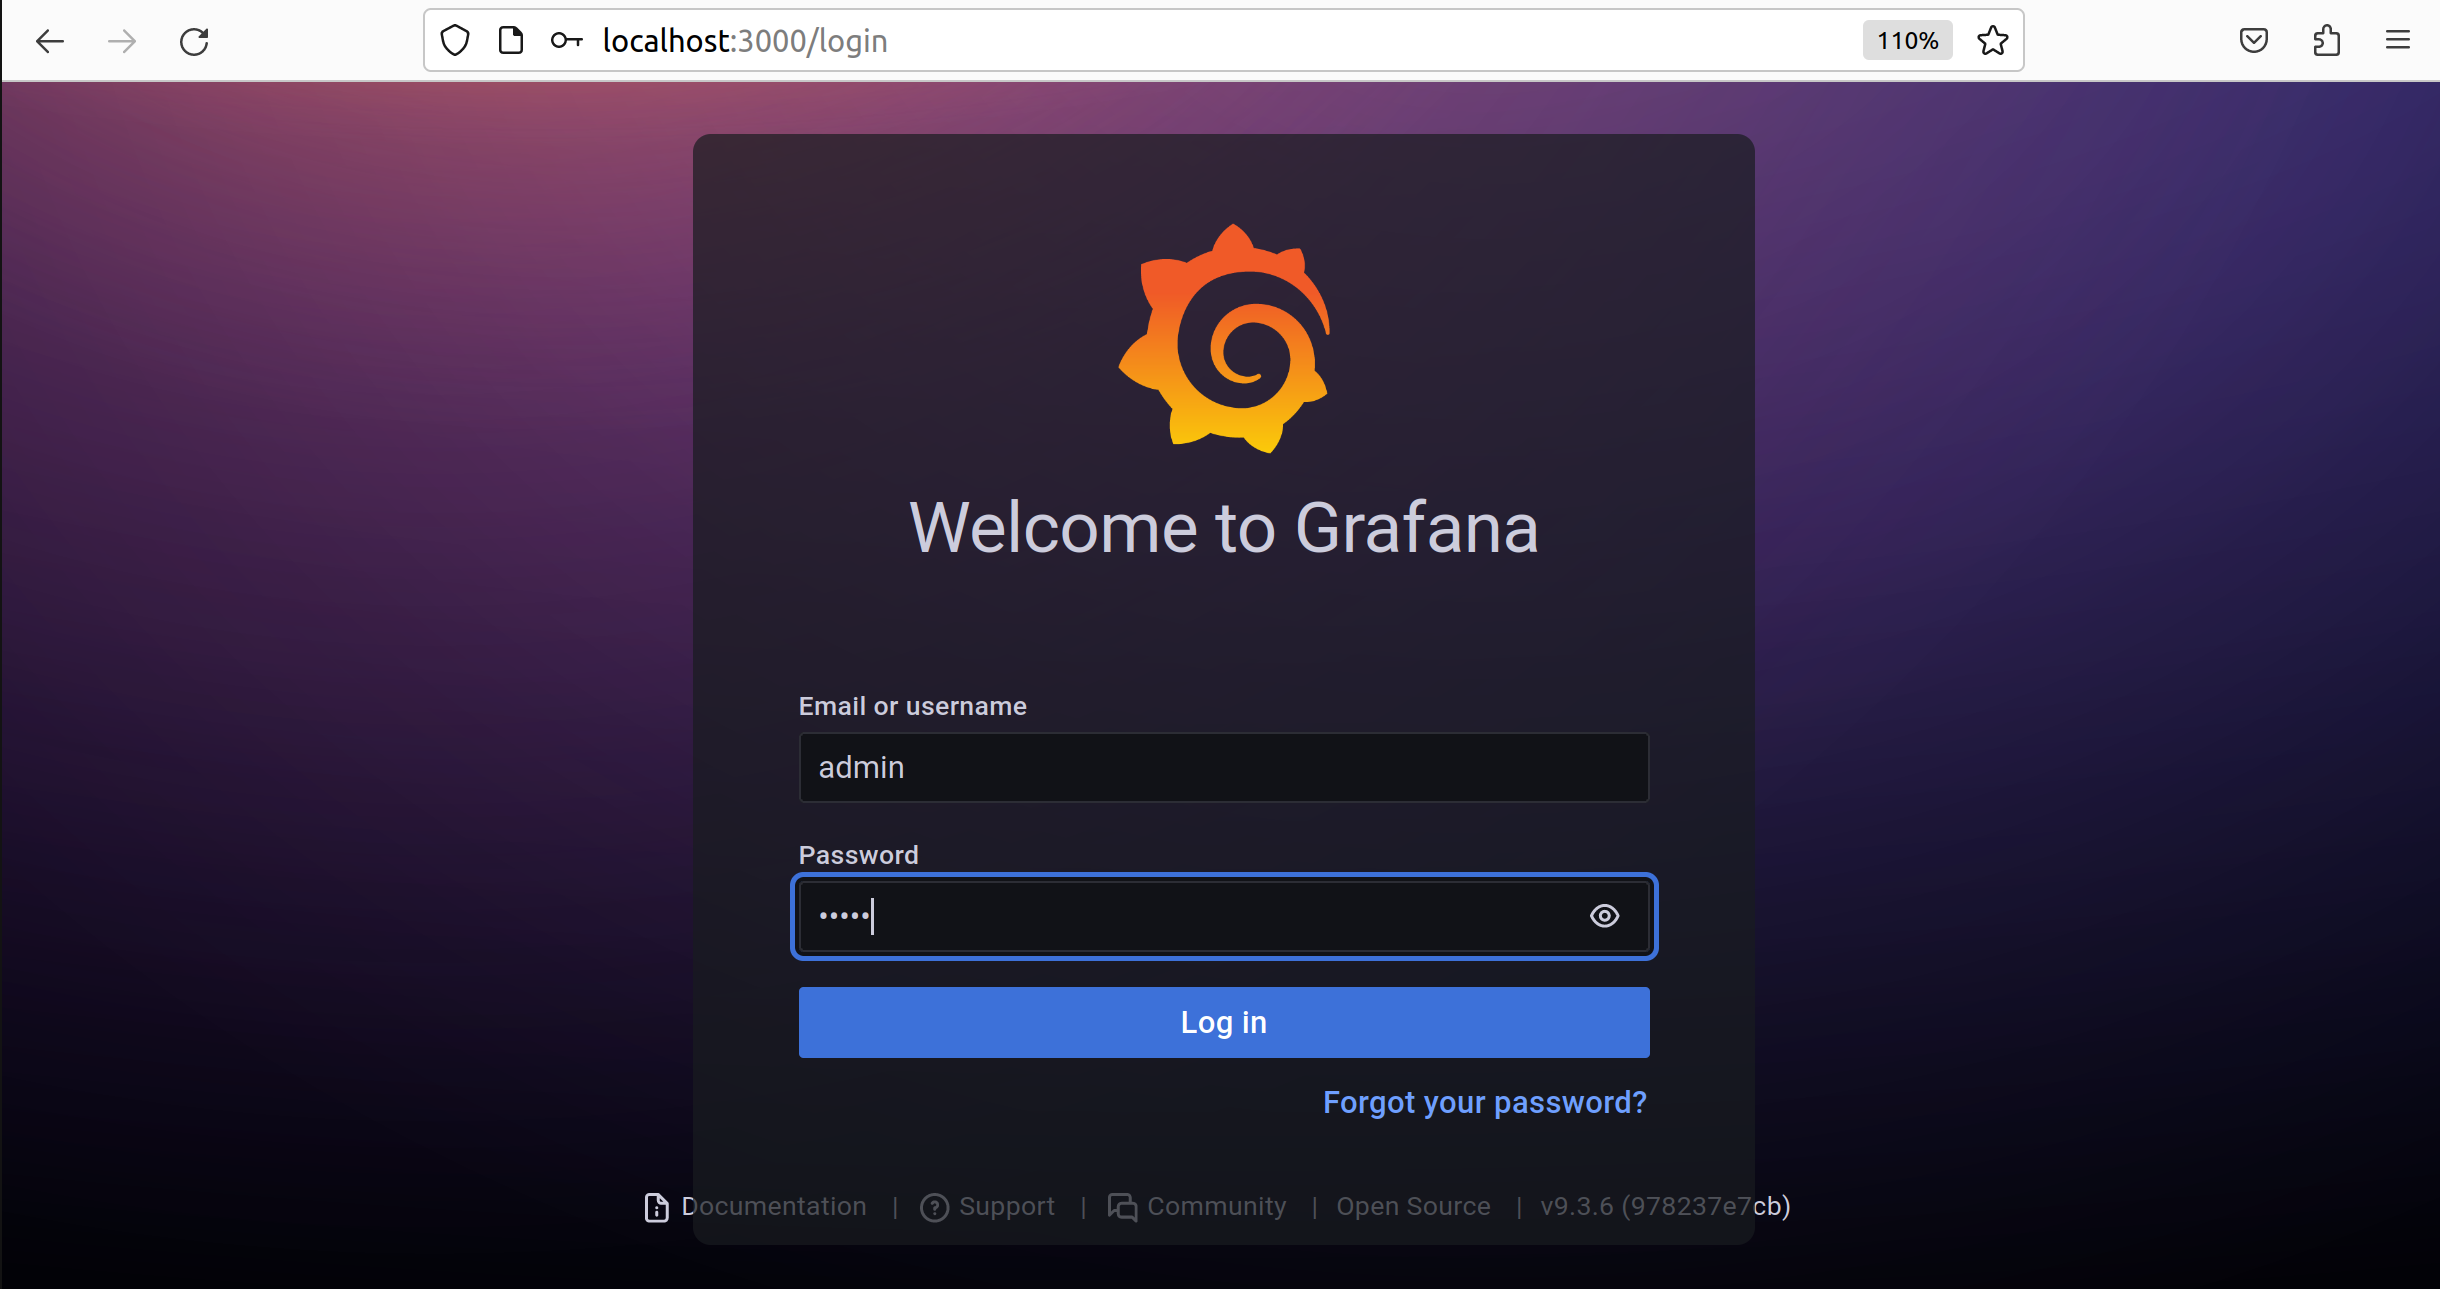 localhost:3000/login
110%
Welcome to Grafana
Email or username
admin
Password
•••••
Log in
Forgot your password?
Documentation | Support | Community | Open Source | v9.3.6 (978237e7cb)